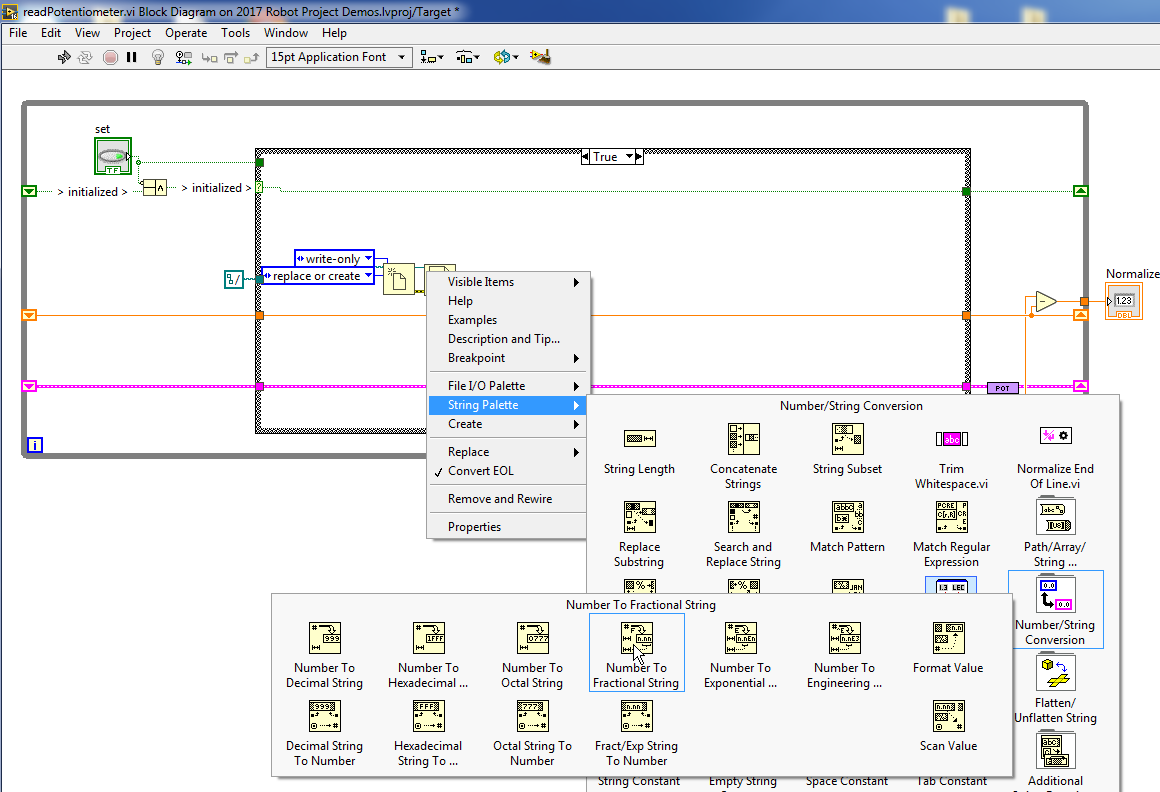 readPotentiometer.vi Block Diagram on 2017 Robot Project Demos.lvproj/Target *
File Edit View Project Operate Tools Window Help
15pt Application Font
set
TF
True
> initialized >
> initialized >
?
write-only
replace or create
Normalize
1.23
DBL
POT
i
Visible Items
Help
Examples
Description and Tip...
Breakpoint
File I/O Palette
String Palette
Create
Replace
Convert EOL
Remove and Rewire
Properties
Number/String Conversion
String Length
Concatenate Strings
String Subset
Trim Whitespace.vi
Normalize End Of Line.vi
Replace Substring
Search and Replace String
Match Pattern
Match Regular Expression
Path/Array/ String ...
Number/String Conversion
Flatten/ Unflatten String
Additional
String Constant
Empty String
Space Constant
Tab Constant
Number To Fractional String
Number To Decimal String
Number To Hexadecimal ...
Number To Octal String
Number To Fractional String
Number To Exponential ...
Number To Engineering ...
Format Value
Decimal String To Number
Hexadecimal String To ...
Octal String To Number
Fract/Exp String To Number
Scan Value